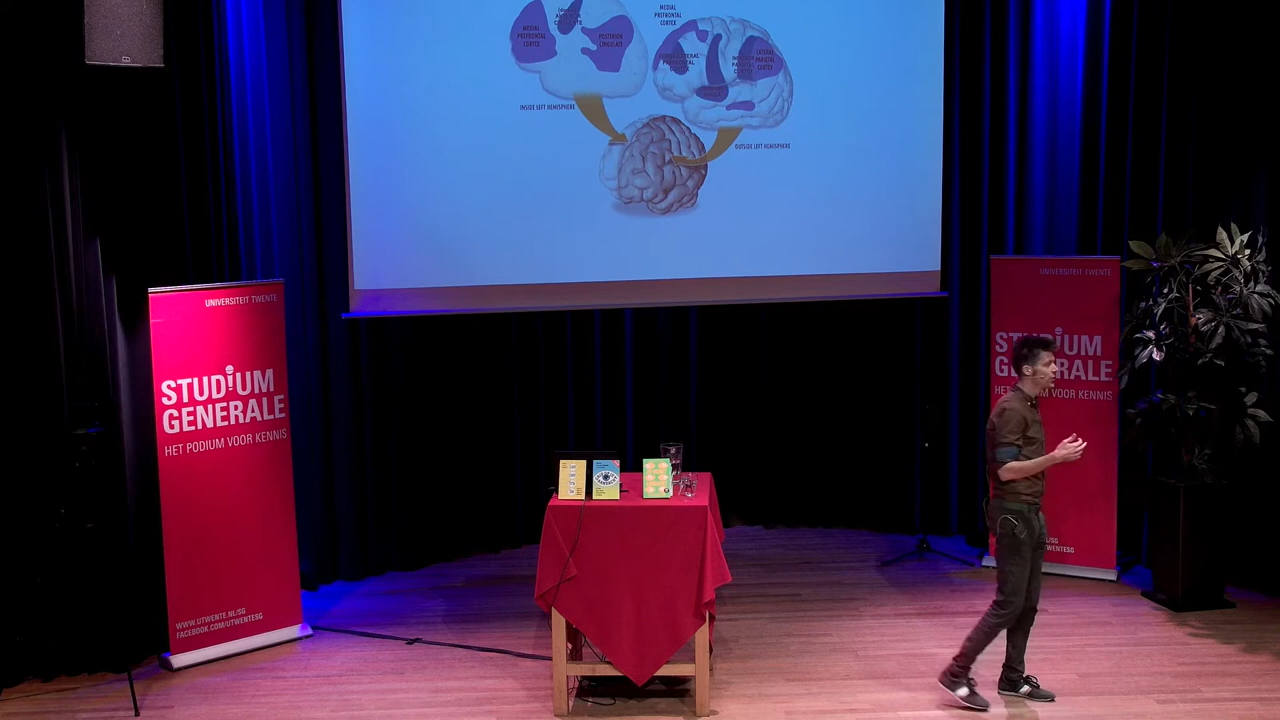 MEDIAL
PREFRONTAL
CORTEX
POSTERIOR
CINGULATE
INSIDE LEFT HEMISPHERE
MEDIAL
PREFRONTAL
CORTEX
LATERAL
PARIETAL
CORTEX
OUTSIDE LEFT HEMISPHERE
UNIVERSITEIT TWENTE
STUDIUM
GENERALE
HET PODIUM VOOR KENNIS
WWW.UTWENTE.NL/SG
FACEBOOK.COM/UTWENTESG
UNIVERSITEIT TWENTE
STUDIUM
GENERALE
HET PODIUM VOOR KENNIS
/SG
WENTESG